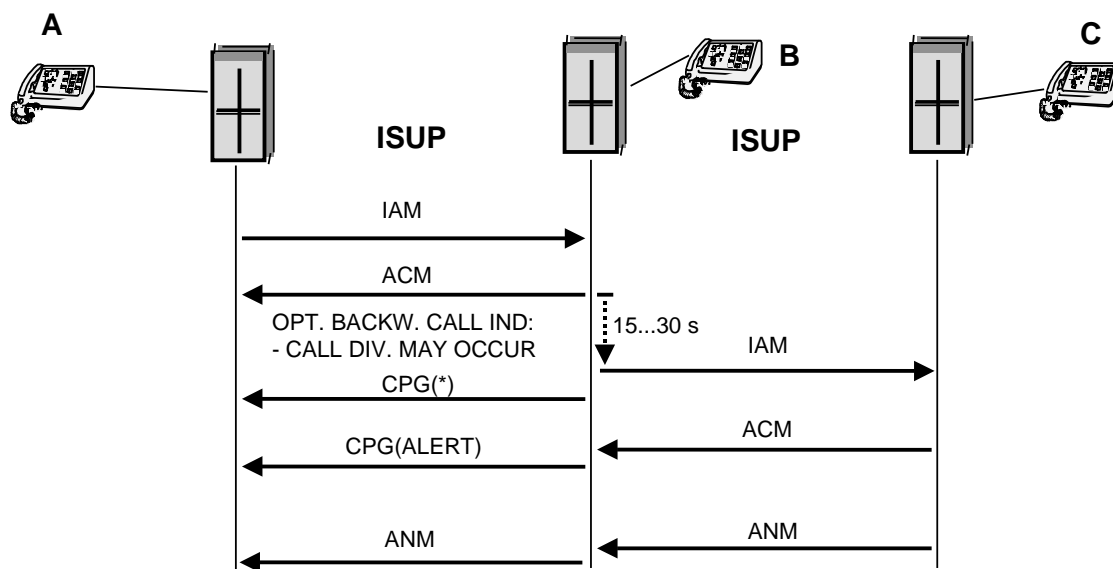 A
B
C
ISUP
ISUP
IAM
ACM
OPT. BACKW. CALL IND:
- CALL DIV. MAY OCCUR
15...30 s
IAM
CPG(*)
ACM
CPG(ALERT)
ANM
ANM